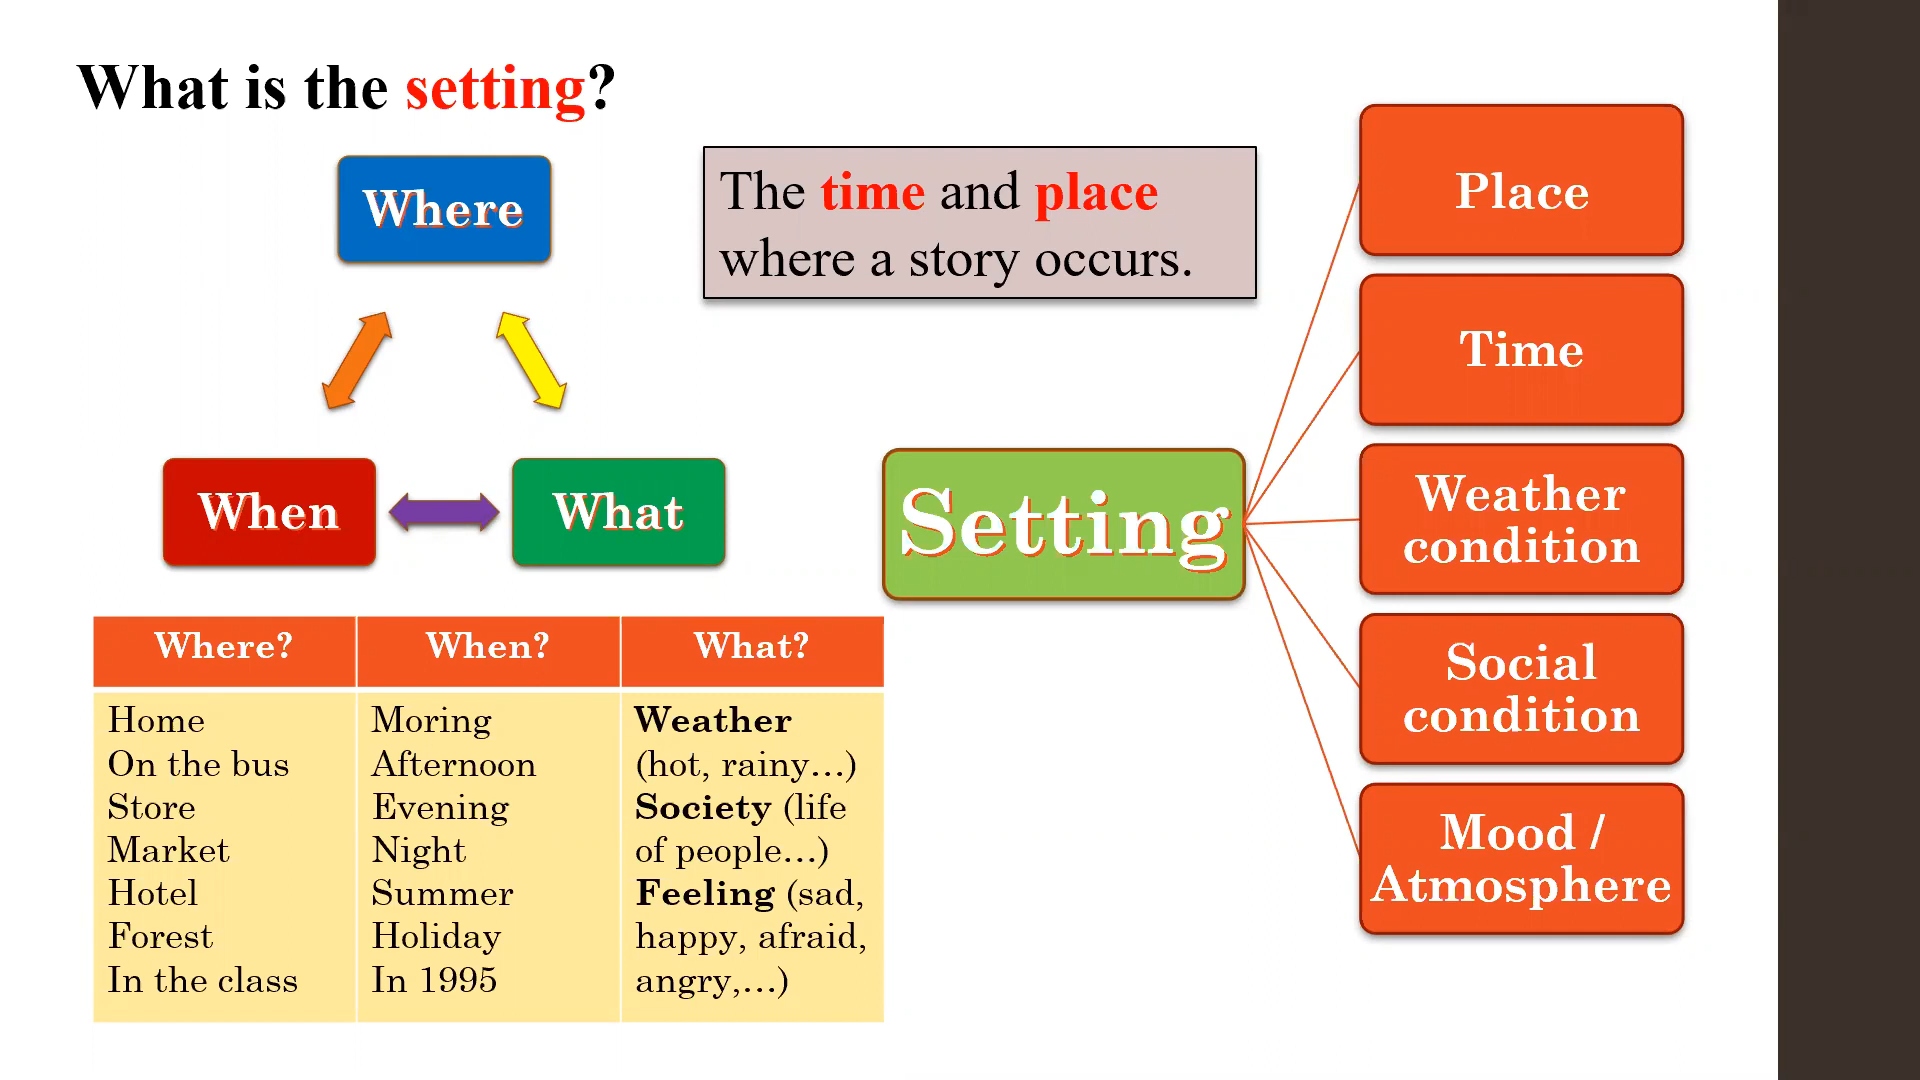 What is the setting?
Where
When
What
The time and place
where a story occurs.
Where?
Home
On the bus
Store
Market
Hotel
Forest
In the class
When?
Moring
Afternoon
Evening
Night
Summer
Holiday
In 1995
What?
Weather
(hot, rainy...)
Society (life
of people...)
Feeling (sad,
happy, afraid,
angry,...)
Setting
Place
Time
Weather
condition
Social
condition
Mood /
Atmosphere